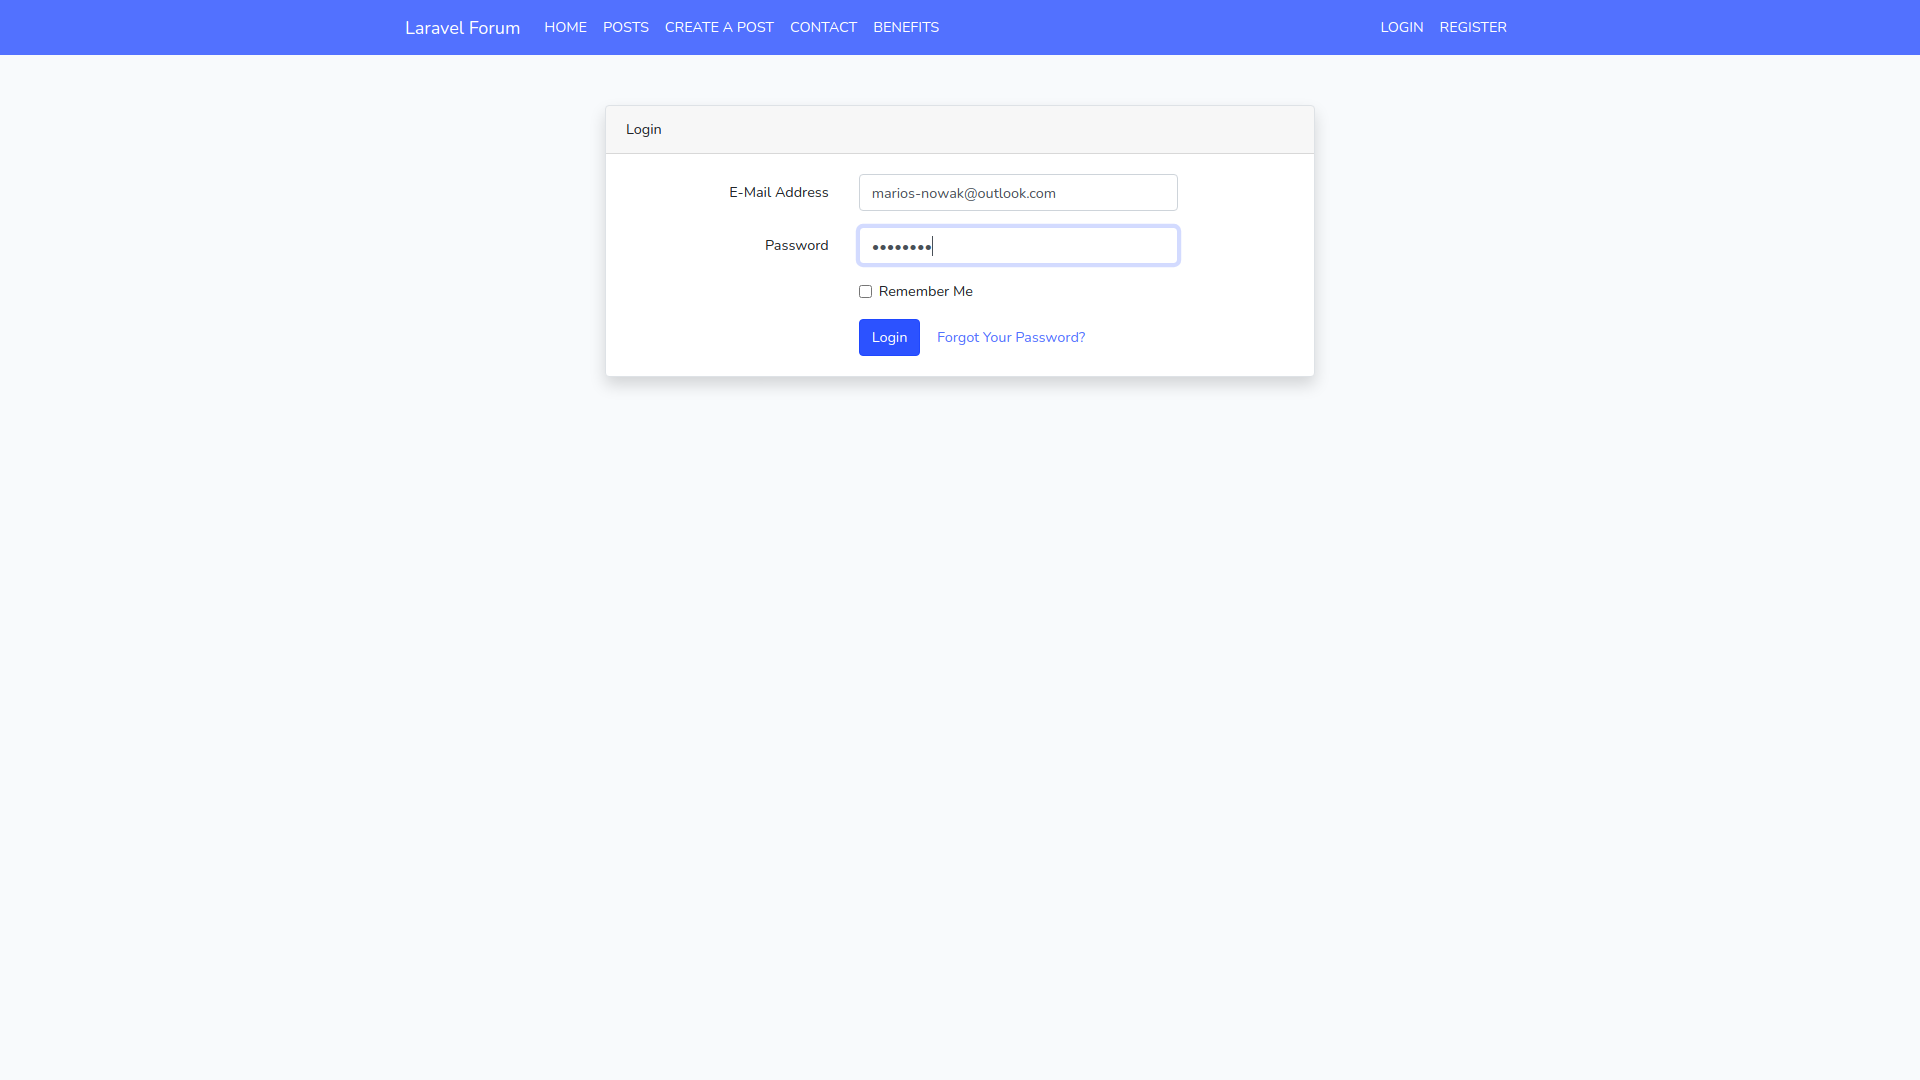 Laravel Forum HOME POSTS CREATE A POST CONTACT BENEFITS LOGIN REGISTER
Login
E-Mail Address marios-nowak@outlook.com
Password ••••••••
Remember Me
Login Forgot Your Password?